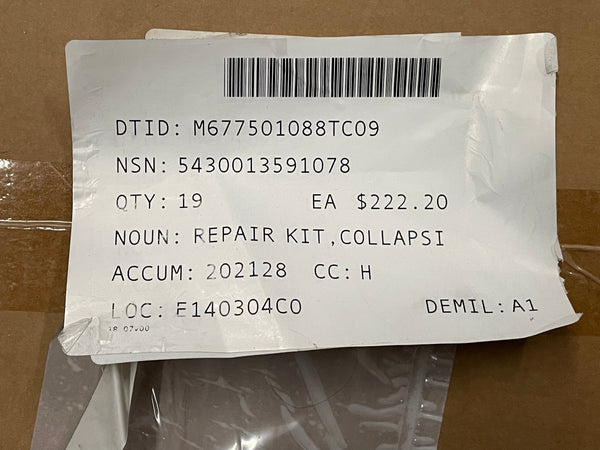 DTID: M677501088TC09
NSN: 5430013591078
QTY: 19 EA $222.20
NOUN: REPAIR KIT,COLLAPSI
ACCUM: 202128 CC: H
LOC: E140304C0 DEMIL: A1